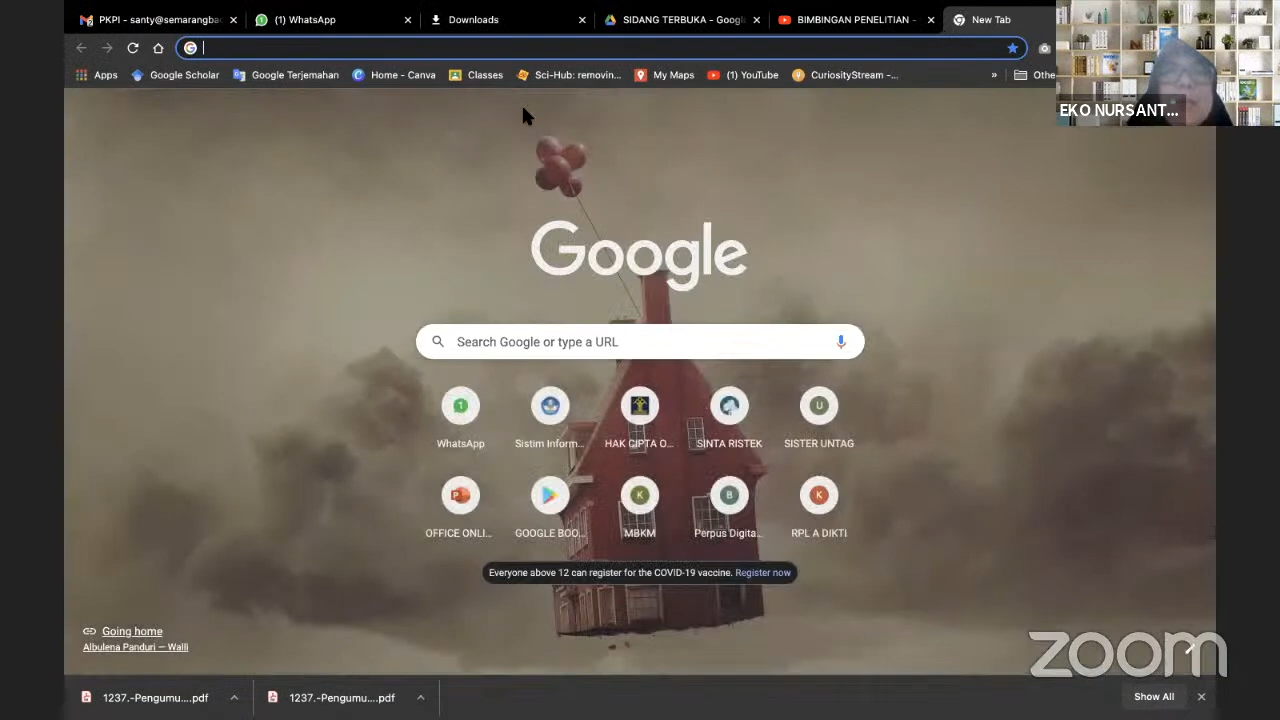 PKPI - santy@semarangba
(1) WhatsApp
Downloads
SIDANG TERBUKA - Googl
BIMBINGAN PENELITIAN -
New Tab
Apps
Google Scholar
Google Terjemahan
Home - Canva
Classes
Sci-Hub: removin...
My Maps
(1) YouTube
CuriosityStream -...
»
Othe
EKO NURSANT...
Google
Search Google or type a URL
WhatsApp
Sistim Inform...
HAK CIPTA O...
SINTA RISTEK
SISTER UNTAG
OFFICE ONLI...
GOOGLE BOO...
MBKM
Perpus Digita...
RPL A DIKTI
Everyone above 12 can register for the COVID-19 vaccine. Register now
Going home
Albulena Panduri — Walli
zoom
1237.-Pengumu....pdf
1237.-Pengumu....pdf
Show All